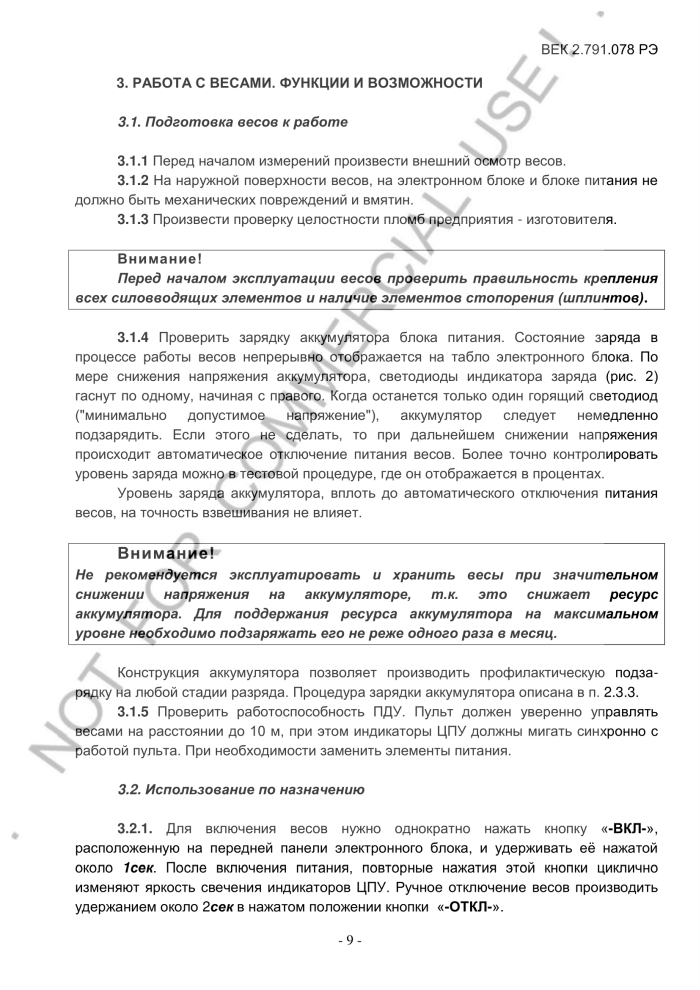 ВЕК 2.791.078 РЭ
3. РАБОТА С ВЕСАМИ. ФУНКЦИИ И ВОЗМОЖНОСТИ
3.1. Подготовка весов к работе
3.1.1 Перед началом измерений произвести внешний осмотр весов.
3.1.2 На наружной поверхности весов, на электронном блоке и блоке питания не
должно быть механических повреждений и вмятин.
3.1.3 Произвести проверку целостности пломб предприятия - изготовителя.
Внимание!
Перед началом эксплуатации весов проверить правильность крепления
всех силовводящих элементов и наличие элементов стопорения (шплинтов).
3.1.4 Проверить зарядку аккумулятора блока питания. Состояние заряда в
процессе работы весов непрерывно отображается на табло электронного блока. По
мере снижения напряжения аккумулятора, светодиоды индикатора заряда (рис. 2)
гаснут по одному, начиная с правого. Когда останется только один горящий светодиод
("минимально допустимое напряжение"), аккумулятор следует немедленно
подзарядить. Если этого не сделать, то при дальнейшем снижении напряжения
происходит автоматическое отключение питания весов. Более точно контролировать
уровень заряда можно в тестовой процедуре, где он отображается в процентах.
Уровень заряда аккумулятора, вплоть до автоматического отключения питания
весов, на точность взвешивания не влияет.
Внимание!
Не рекомендуется эксплуатировать и хранить весы при значительном
снижении напряжения на аккумуляторе, т.к. это снижает ресурс
аккумулятора. Для поддержания ресурса аккумулятора на максимальном
уровне необходимо подзаряжать его не реже одного раза в месяц.
Конструкция аккумулятора позволяет производить профилактическую подза-
рядку на любой стадии разряда. Процедура зарядки аккумулятора описана в п. 2.3.3.
3.1.5 Проверить работоспособность ПДУ. Пульт должен уверенно управлять
весами на расстоянии до 10 м, при этом индикаторы ЦПУ должны мигать синхронно с
работой пульта. При необходимости заменить элементы питания.
3.2. Использование по назначению
3.2.1. Для включения весов нужно однократно нажать кнопку «-ВКЛ-»,
расположенную на передней панели электронного блока, и удерживать её нажатой
около 1сек. После включения питания, повторные нажатия этой кнопки циклично
изменяют яркость свечения индикаторов ЦПУ. Ручное отключение весов производить
удержанием около 2сек в нажатом положении кнопки «-ОТКЛ-».
- 9 -
NOT FOR COMMERCIAL USE !